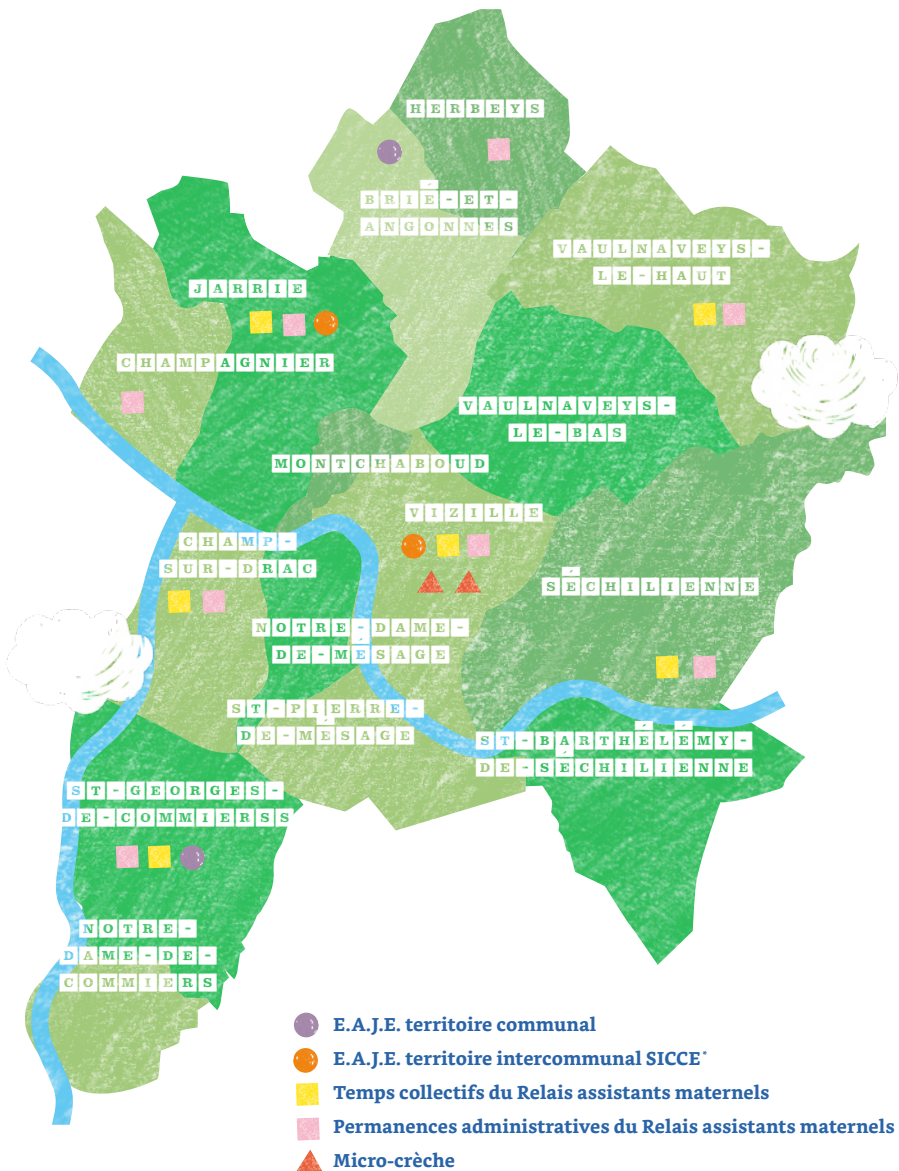 HERBEYS
BRIÉ-ET-
ANGONNES
VAULNAVEYS-
LE-HAUT
JARRIE
CHAMPAGNIER
VAULNAVEYS-
LE-BAS
MONTCHABOUD
VIZILLE
CHAMP-
SUR-DRAC
SÉCHILIENNE
NOTRE-DAME-
DE-MÉSAGE
ST-PIERRE-
DE-MÉSAGE
ST-BARTHÉLÉMY-
DE-SÉCHILIENNE
ST-GEORGES-
DE-COMMIERSS
NOTRE-
DAME-DE-
COMMIERS
E.A.J.E. territoire communal
E.A.J.E. territoire intercommunal SICCE*
Temps collectifs du Relais assistants maternels
Permanences administratives du Relais assistants maternels
Micro-crèche